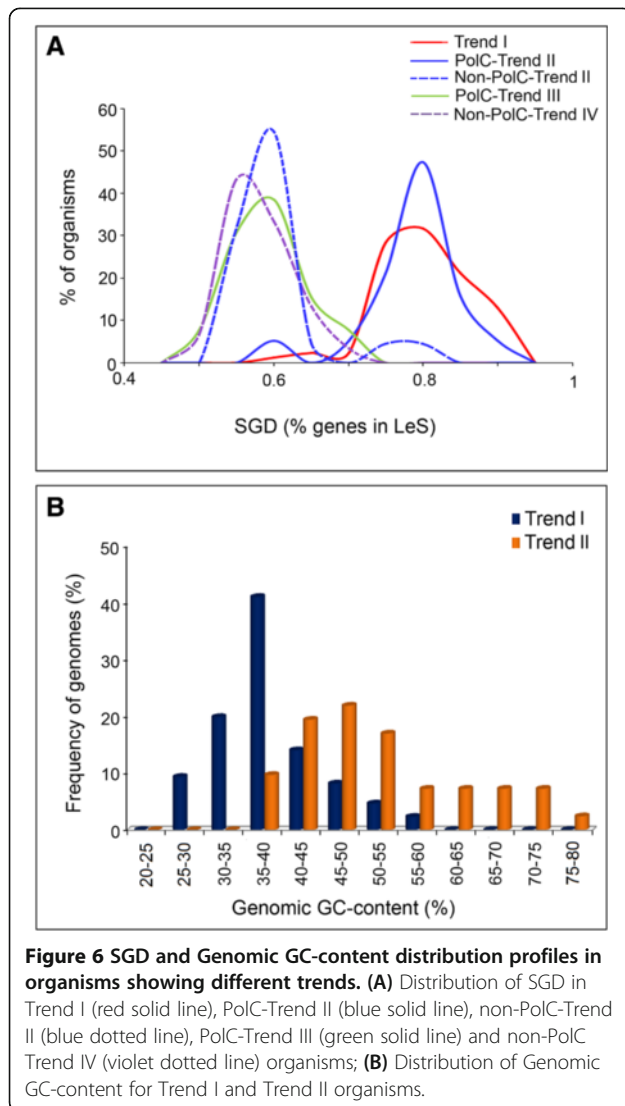 A
Trend I
PolC-Trend II
Non-PolC-Trend II
PolC-Trend III
Non-PolC-Trend IV
% of organisms
60
50
40
30
20
10
0
0.4
0.6
0.8
1
SGD (% genes in LeS)
B
Trend I
Trend II
Frequency of genomes (%)
50
40
30
20
10
0
20-25
25-30
30-35
35-40
40-45
45-50
50-55
55-60
60-65
65-70
70-75
75-80
Genomic GC-content (%)
Figure 6 SGD and Genomic GC-content distribution profiles in
organisms showing different trends. (A) Distribution of SGD in
Trend I (red solid line), PolC-Trend II (blue solid line), non-PolC-Trend
II (blue dotted line), PolC-Trend III (green solid line) and non-PolC
Trend IV (violet dotted line) organisms; (B) Distribution of Genomic
GC-content for Trend I and Trend II organisms.